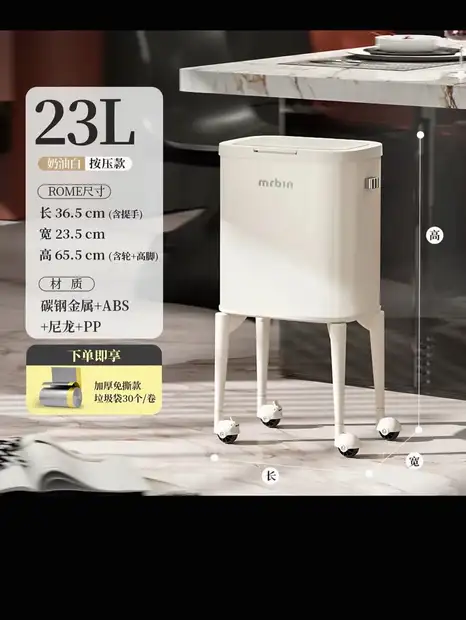 23L
奶油白 按压款
ROME尺寸
长 36.5 cm (含提手)
宽 23.5 cm
高 65.5 cm (含轮+高脚)
材 质
碳钢金属+ABS
+尼龙+PP
下单即享
加厚免撕款
垃圾袋30个/卷
mrbin
高
宽
长